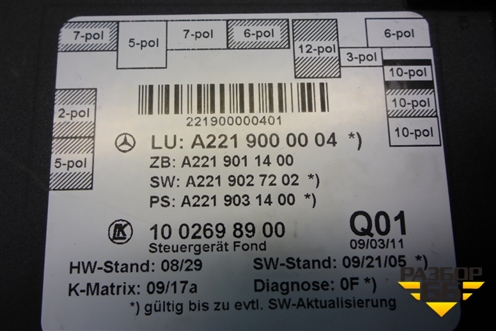 7-pol 5-pol 7-pol 6-pol 12-pol 3-pol 6-pol
10-pol
10-pol
10-pol
2-pol
5-pol
221900000401
LU: A221 900 00 04 *)
ZB: A221 901 14 00
SW: A221 902 72 02 *)
PS: A221 903 14 00 *)
LK 10 0269 89 00 Q01
Steuergerät Fond 09/03/11
HW-Stand: 08/29 SW-Stand: 09/21/05 *)
K-Matrix: 09/17a Diagnose: 0F *)
*) gültig bis zu evtl. SW-Aktualisierung
РАЗБОР